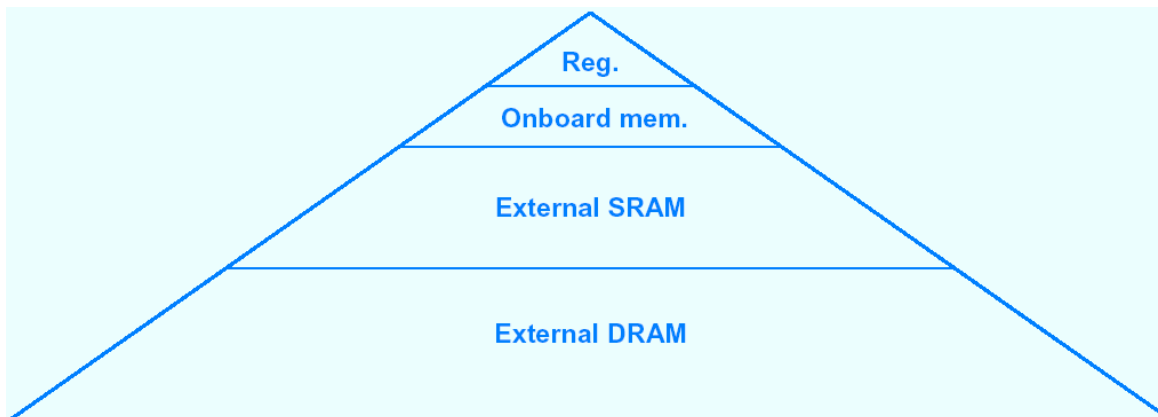 Reg.
Onboard mem.
External SRAM
External DRAM